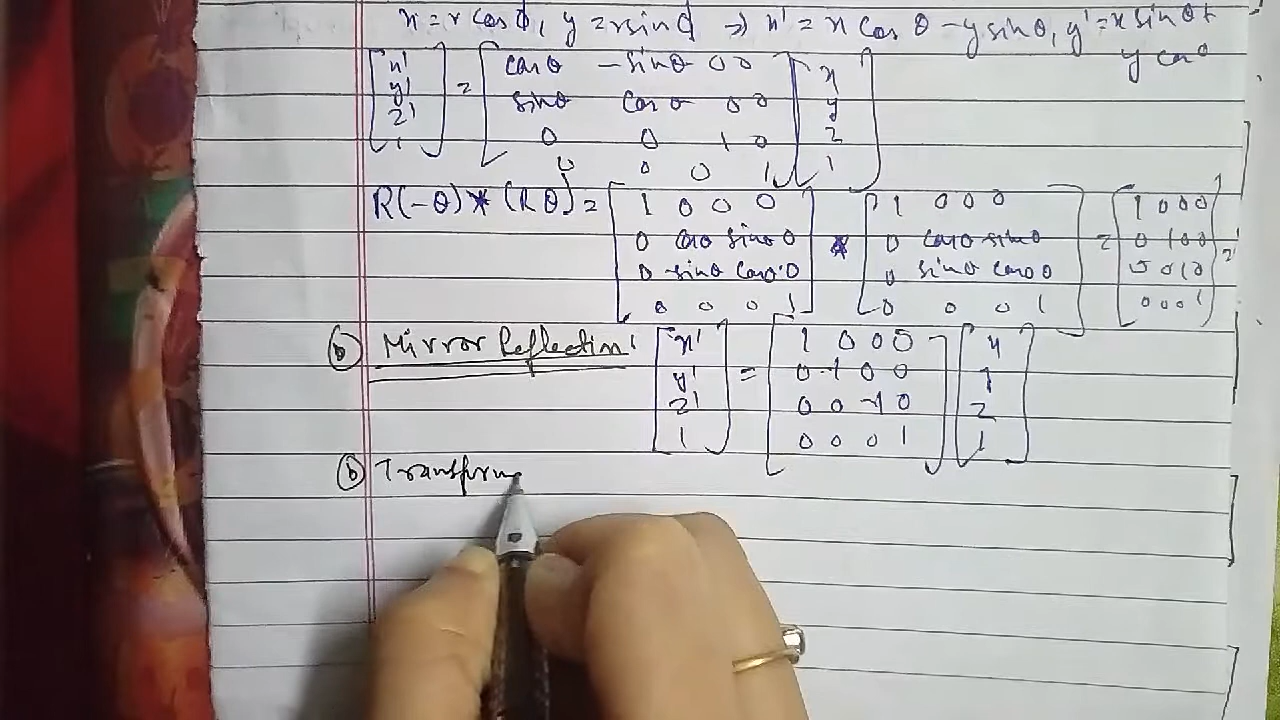 x = r cos ϕ, y = r sin ϕ ⇒ x' = x cos θ - y sin θ, y' = x sin θ +
y cos θ
[x' y' z' 1] = [cos θ -sin θ 0 0
sin θ cos θ 0 0
0 0 1 0
0 0 0 1] [x y z 1]
R(-θ) * (Rθ) = [1 0 0 0
0 cos θ sin θ 0
0 -sin θ cos θ 0
0 0 0 1] * [1 0 0 0
0 cos θ -sin θ
0 sin θ cos θ 0
0 0 0 1] = [1 0 0 0
0 1 0 0
0 0 1 0
0 0 0 1]
(b) Mirror Reflection: [x' y' z' 1] = [1 0 0 0
0 -1 0 0
0 0 -1 0
0 0 0 1] [x y z 1]
(b) Transform